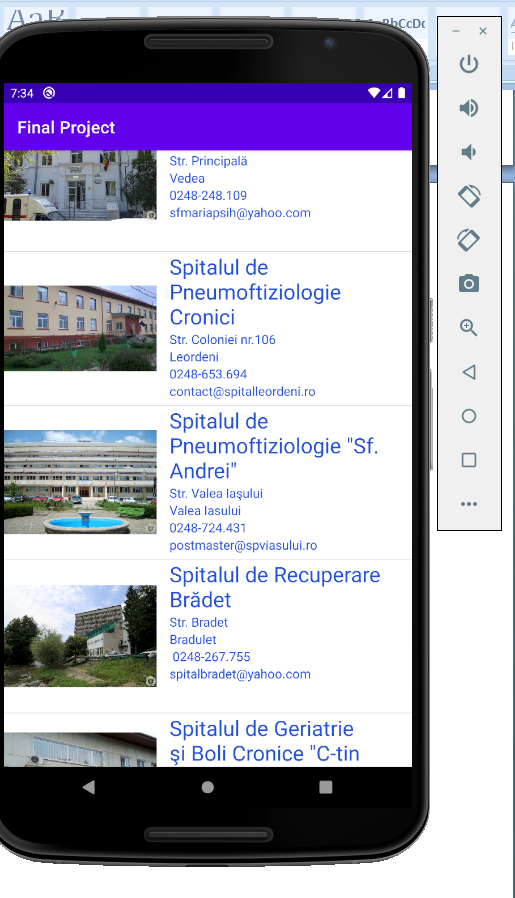 AaB
bCcDc
7:34
Final Project
Str. Principală
Vedea
0248-248.109
sfmariapsih@yahoo.com
Spitalul de
Pneumoftiziologie
Cronici
Str. Coloniei nr.106
Leordeni
0248-653.694
contact@spitalleordeni.ro
Spitalul de
Pneumoftiziologie "Sf.
Andrei"
Str. Valea Iaşului
Valea Iasului
0248-724.431
postmaster@spviasului.ro
Spitalul de Recuperare
Brădet
Str. Bradet
Bradulet
0248-267.755
spitalbradet@yahoo.com
Spitalul de Geriatrie
şi Boli Cronice "C-tin